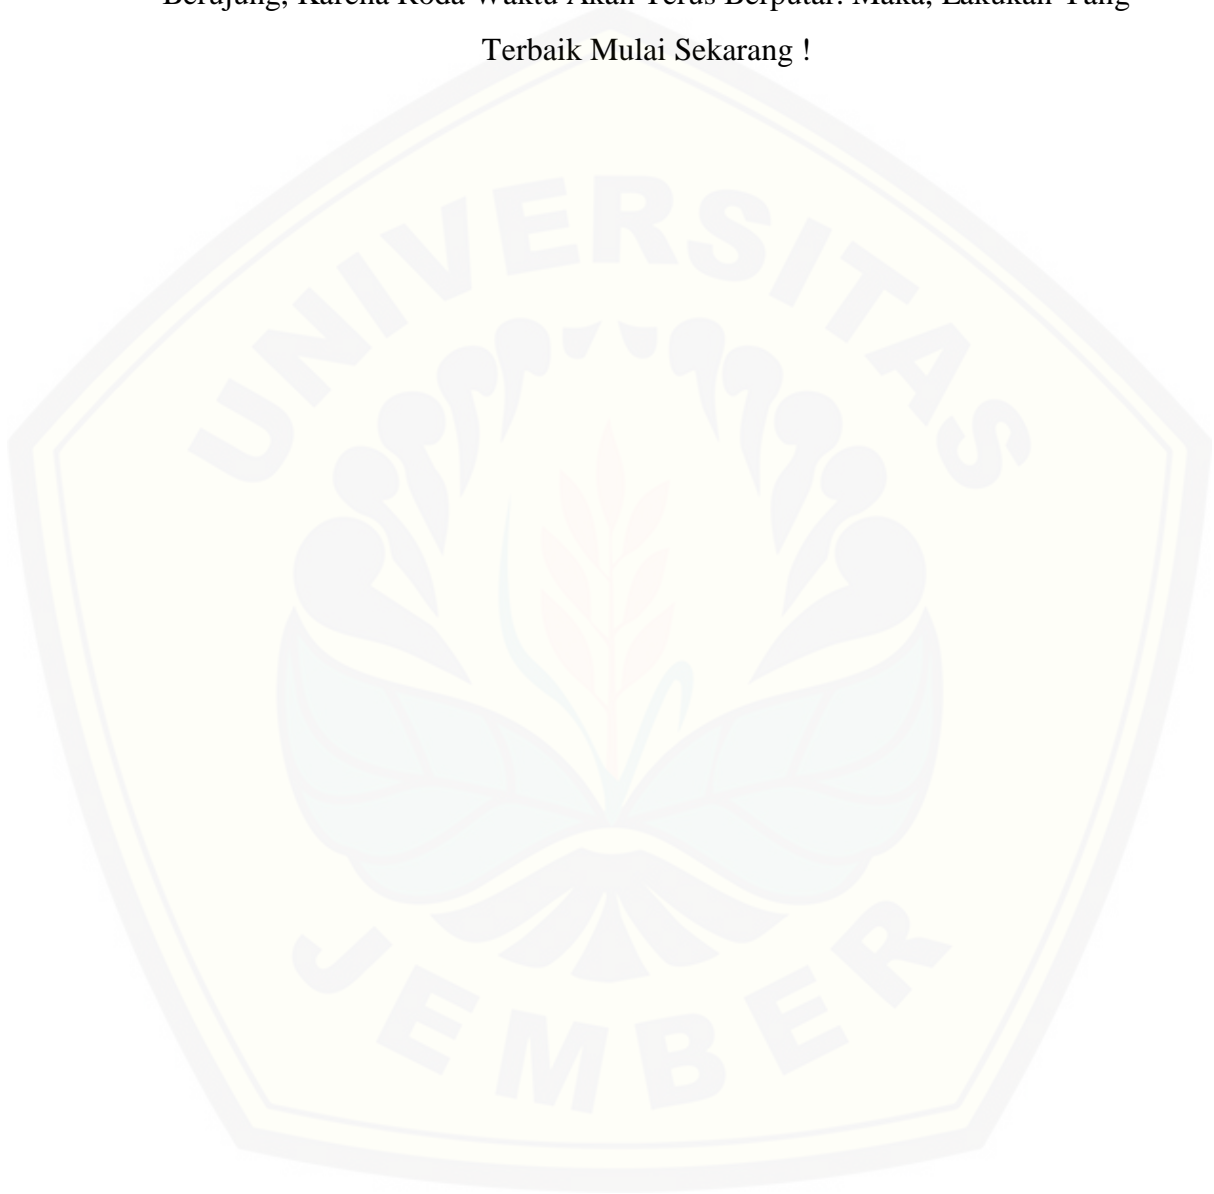 Berujung, Karena Roda Waktu Akan Terus Berputar. Maka, Lakukan Yang
Terbaik Mulai Sekarang !
UNIVERSITAS
JEMBER